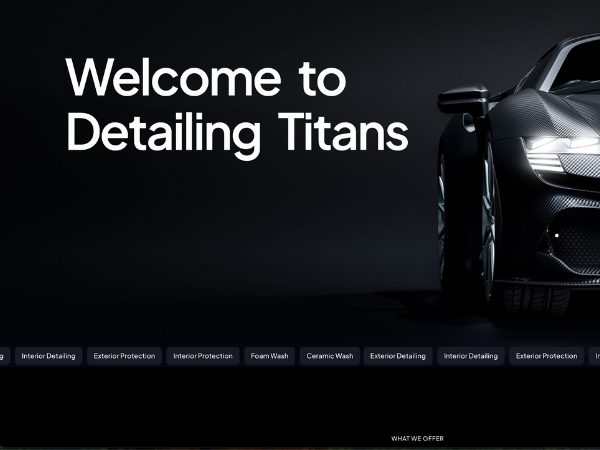 Welcome to
Detailing Titans
g Interior Detailing Exterior Protection Interior Protection Foam Wash Ceramic Wash Exterior Detailing Interior Detailing Exterior Protection
WHAT WE OFFER